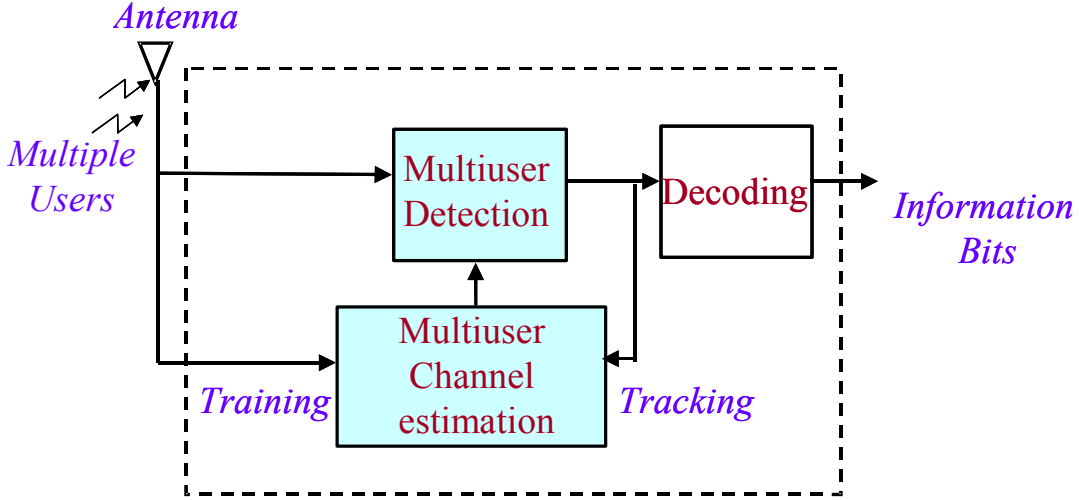 Antenna
Multiple
Users
Multiuser
Detection
Decoding
Information
Bits
Multiuser
Channel
estimation
Training
Tracking